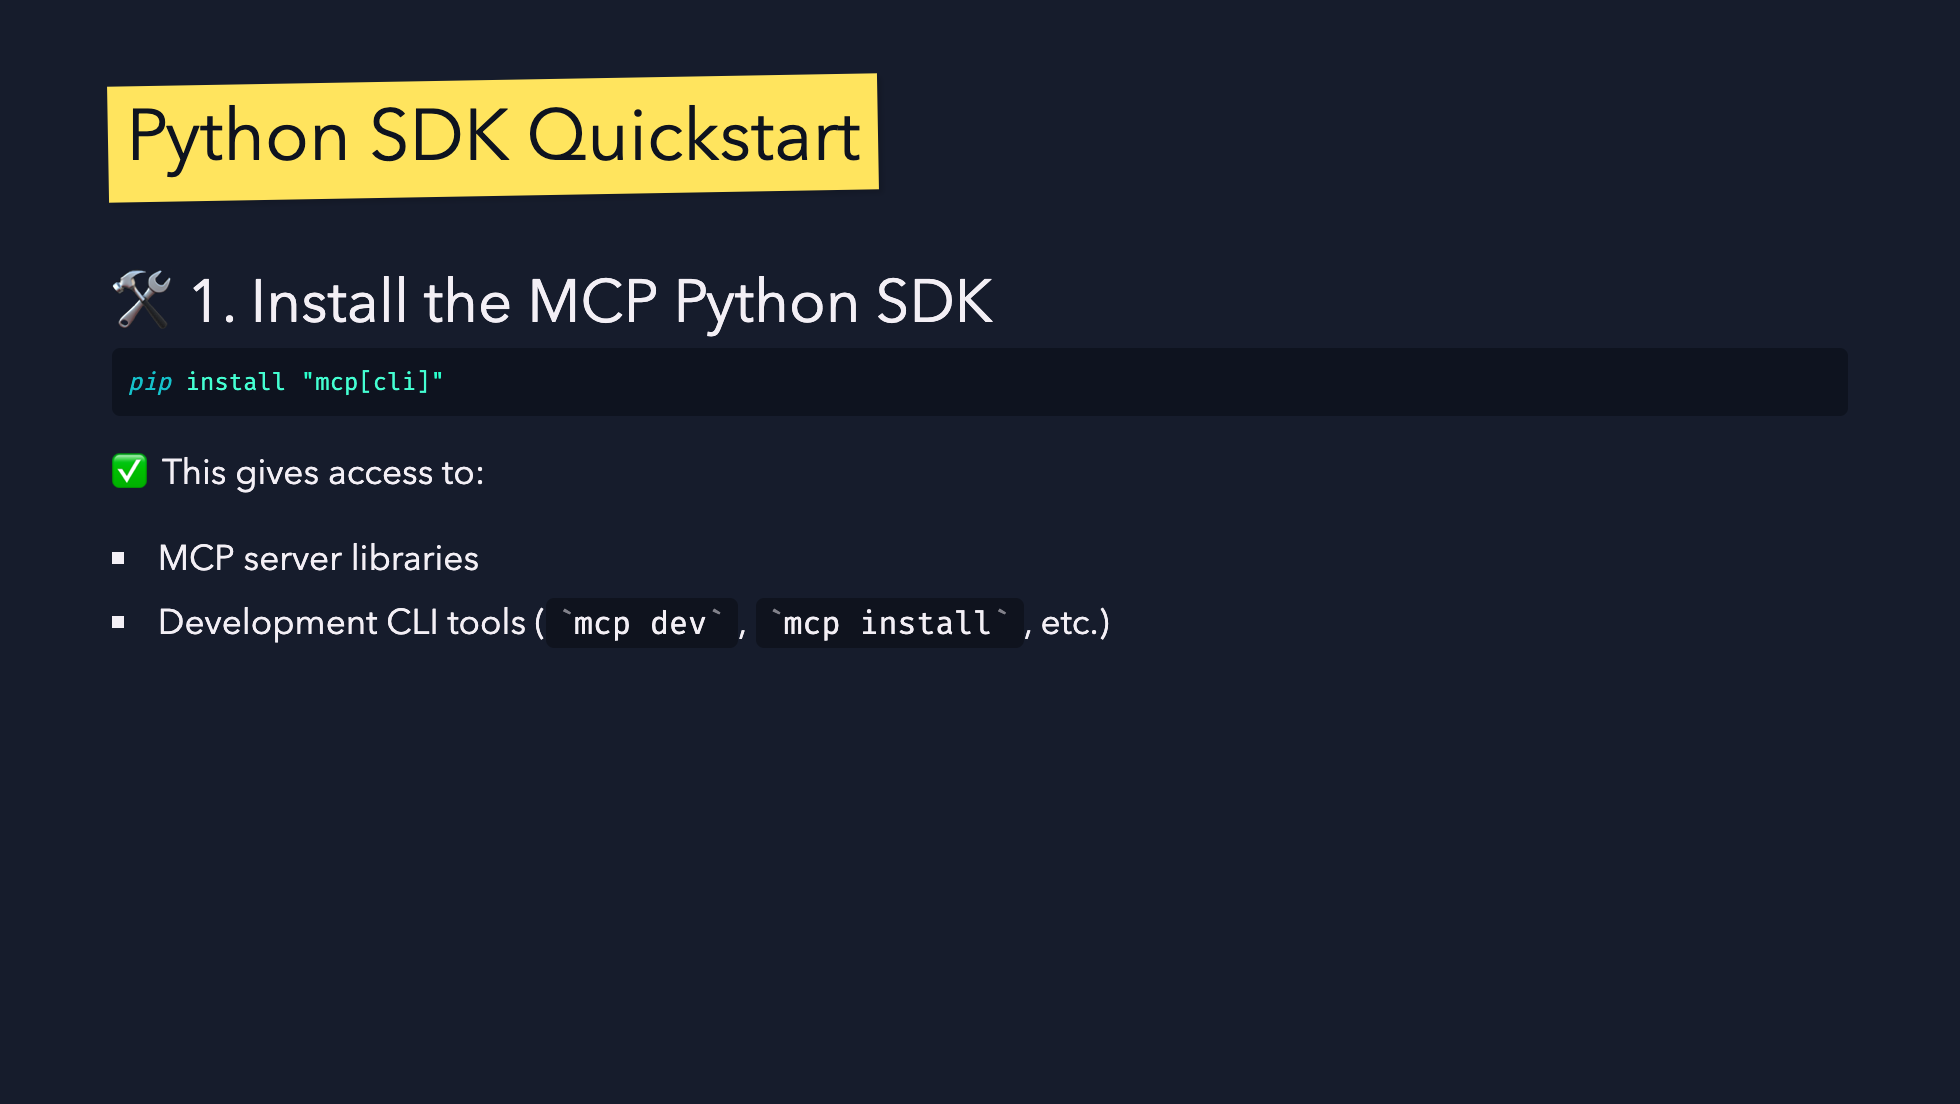 Python SDK Quickstart
🛠️ 1. Install the MCP Python SDK
pip install "mcp[cli]"
✅ This gives access to:
▪ MCP server libraries
▪ Development CLI tools (`mcp dev`, `mcp install`, etc.)